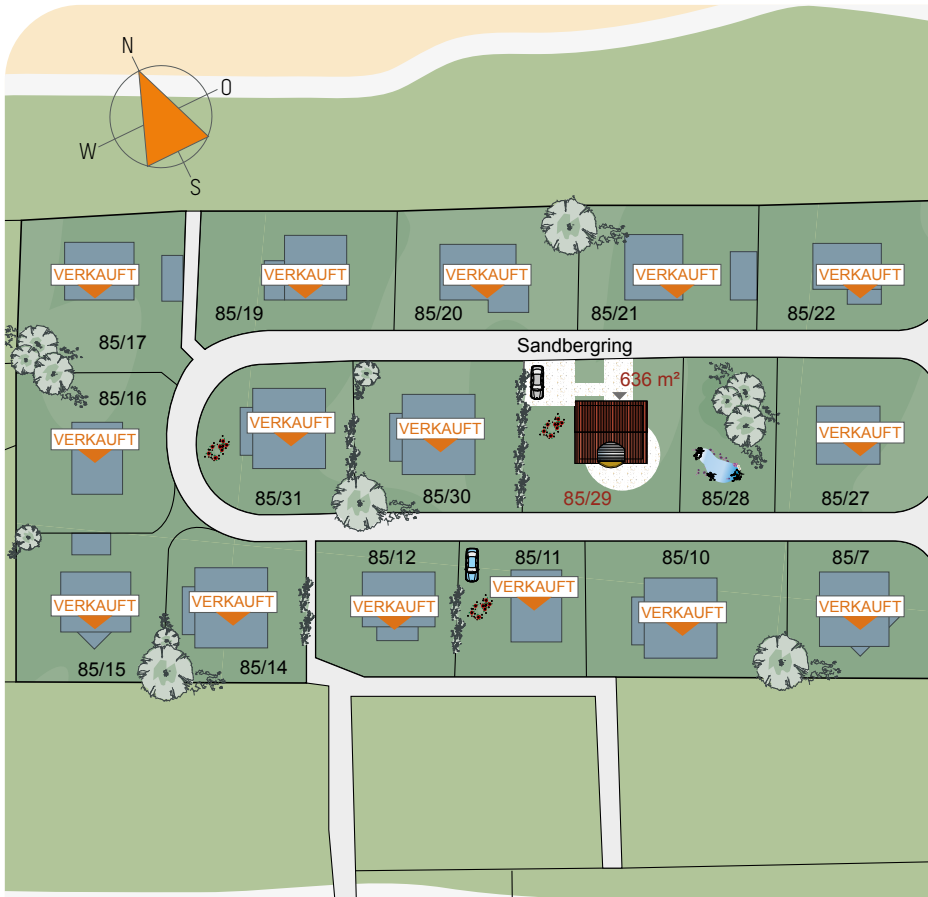 N
O
W
S
VERKAUFT
VERKAUFT
VERKAUFT
VERKAUFT
VERKAUFT
85/17
85/19
85/20
85/21
85/22
Sandbergring
636 m²
85/16
VERKAUFT
VERKAUFT
VERKAUFT
VERKAUFT
85/31
85/30
85/29
85/28
85/27
85/12
85/11
85/10
85/7
VERKAUFT
VERKAUFT
VERKAUFT
VERKAUFT
VERKAUFT
VERKAUFT
85/15
85/14